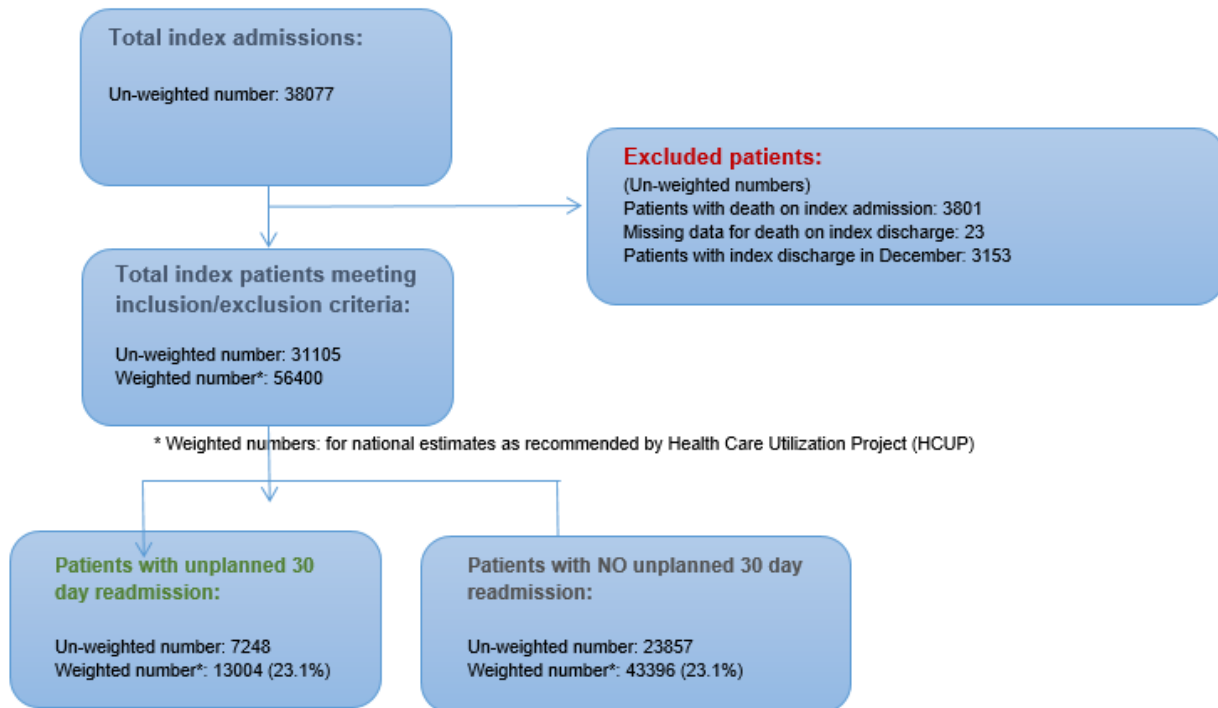 Total index admissions:
Un-weighted number: 38077
Excluded patients:
(Un-weighted numbers)
Patients with death on index admission: 3801
Missing data for death on index discharge: 23
Patients with index discharge in December: 3153
Total index patients meeting
inclusion/exclusion criteria:
Un-weighted number: 31105
Weighted number*: 56400
* Weighted numbers: for national estimates as recommended by Health Care Utilization Project (HCUP)
Patients with unplanned 30
day readmission:
Un-weighted number: 7248
Weighted number*: 13004 (23.1%)
Patients with NO unplanned 30 day
readmission:
Un-weighted number: 23857
Weighted number*: 43396 (23.1%)